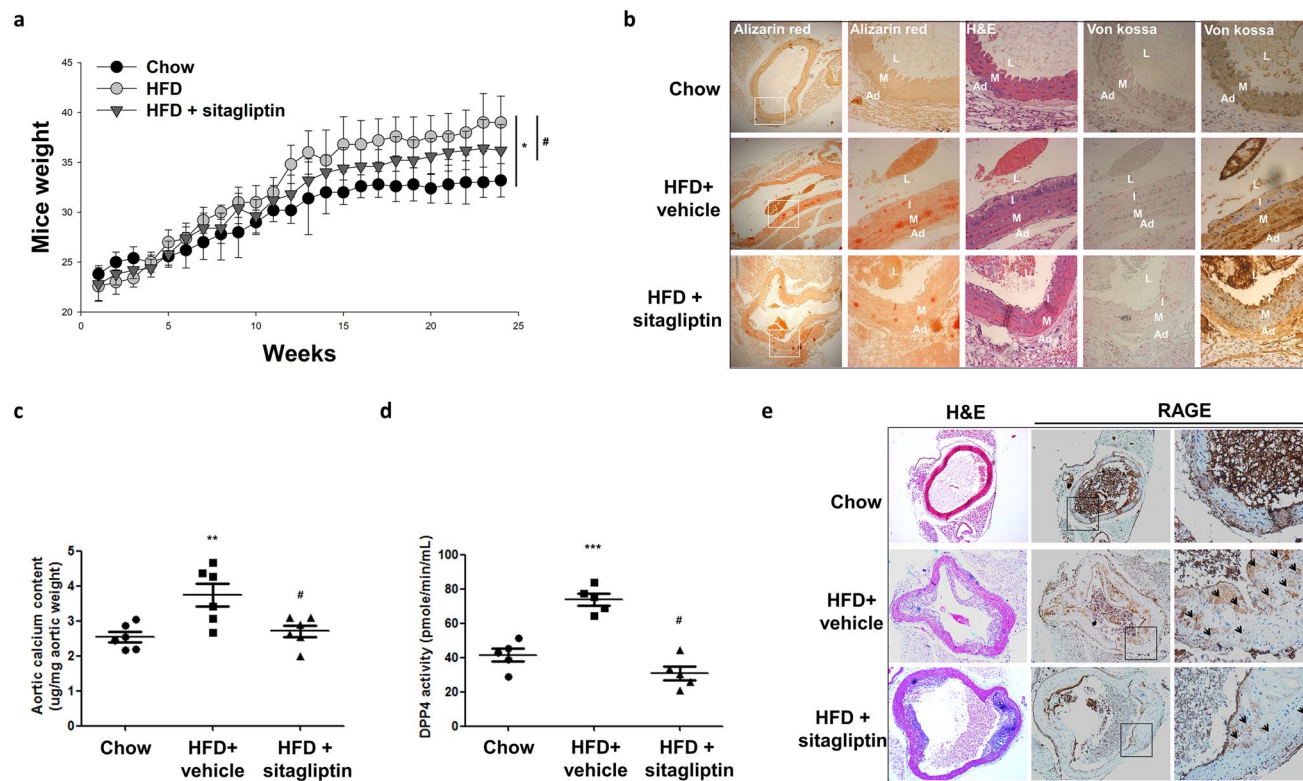 a
Mice weight
45
40
35
30
25
20
0
5
10
15
20
25
Weeks
Chow
HFD
HFD + sitagliptin
*
#
b
Alizarin red
Alizarin red
H&E
Von kossa
Von kossa
Chow
L
M
Ad
L
M
Ad
L
M
Ad
L
M
Ad
HFD+
vehicle
L
I
M
Ad
L
I
M
Ad
L
I
M
Ad
L
I
M
Ad
HFD +
sitagliptin
L
I
M
Ad
L
I
M
Ad
L
I
M
Ad
L
I
M
Ad
c
Aortic calcium content
(ug/mg aortic weight)
5
4
3
2
1
0
**
#
Chow
HFD+
vehicle
HFD +
sitagliptin
d
DPP4 activity (pmole/min/mL)
100
80
60
40
20
0
***
#
Chow
HFD+
vehicle
HFD +
sitagliptin
e
H&E
RAGE
Chow
HFD+
vehicle
HFD +
sitagliptin